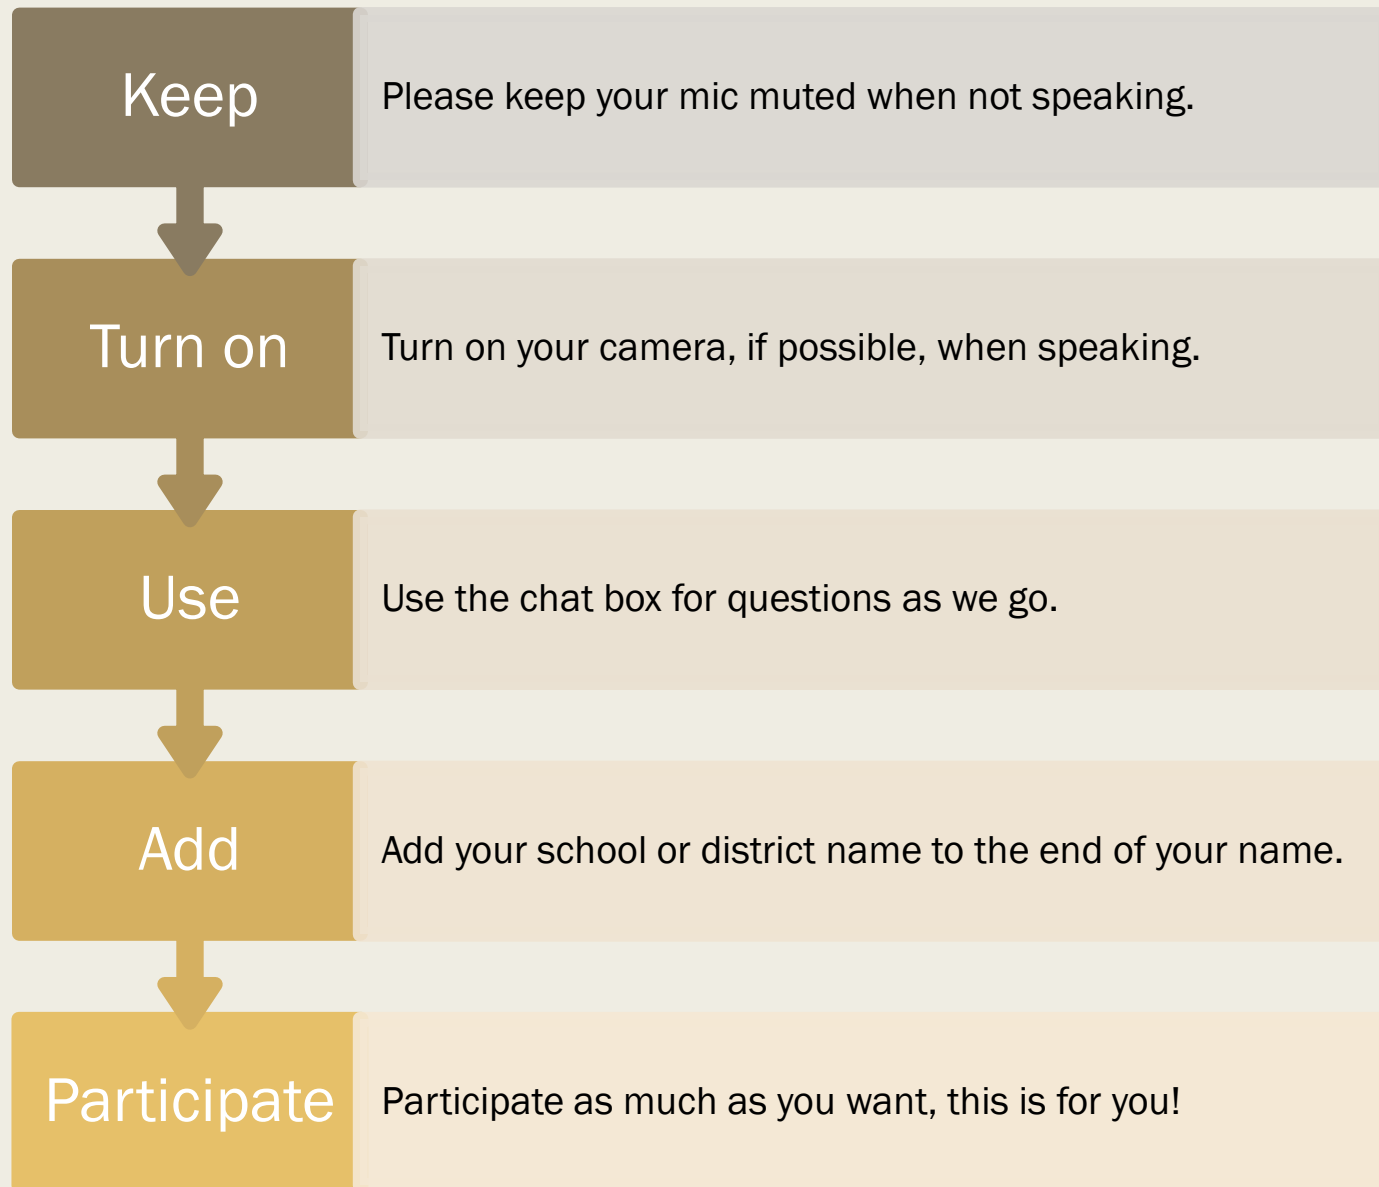 Keep
Please keep your mic muted when not speaking.
Turn on
Turn on your camera, if possible, when speaking.
Use
Use the chat box for questions as we go.
Add
Add your school or district name to the end of your name.
Participate
Participate as much as you want, this is for you!